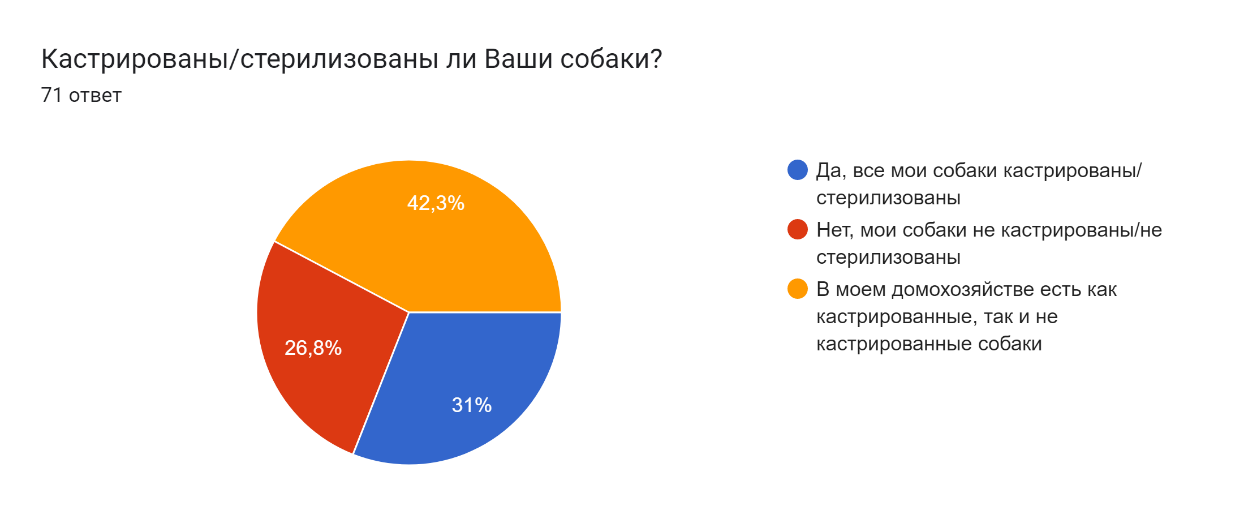 Кастрированы/стерилизованы ли Ваши собаки?
71 ответ
42,3%
26,8%
31%
Да, все мои собаки кастрированы/
стерилизованы
Нет, мои собаки не кастрированы/не
стерилизованы
В моем домохозяйстве есть как
кастрированные, так и не
кастрированные собаки